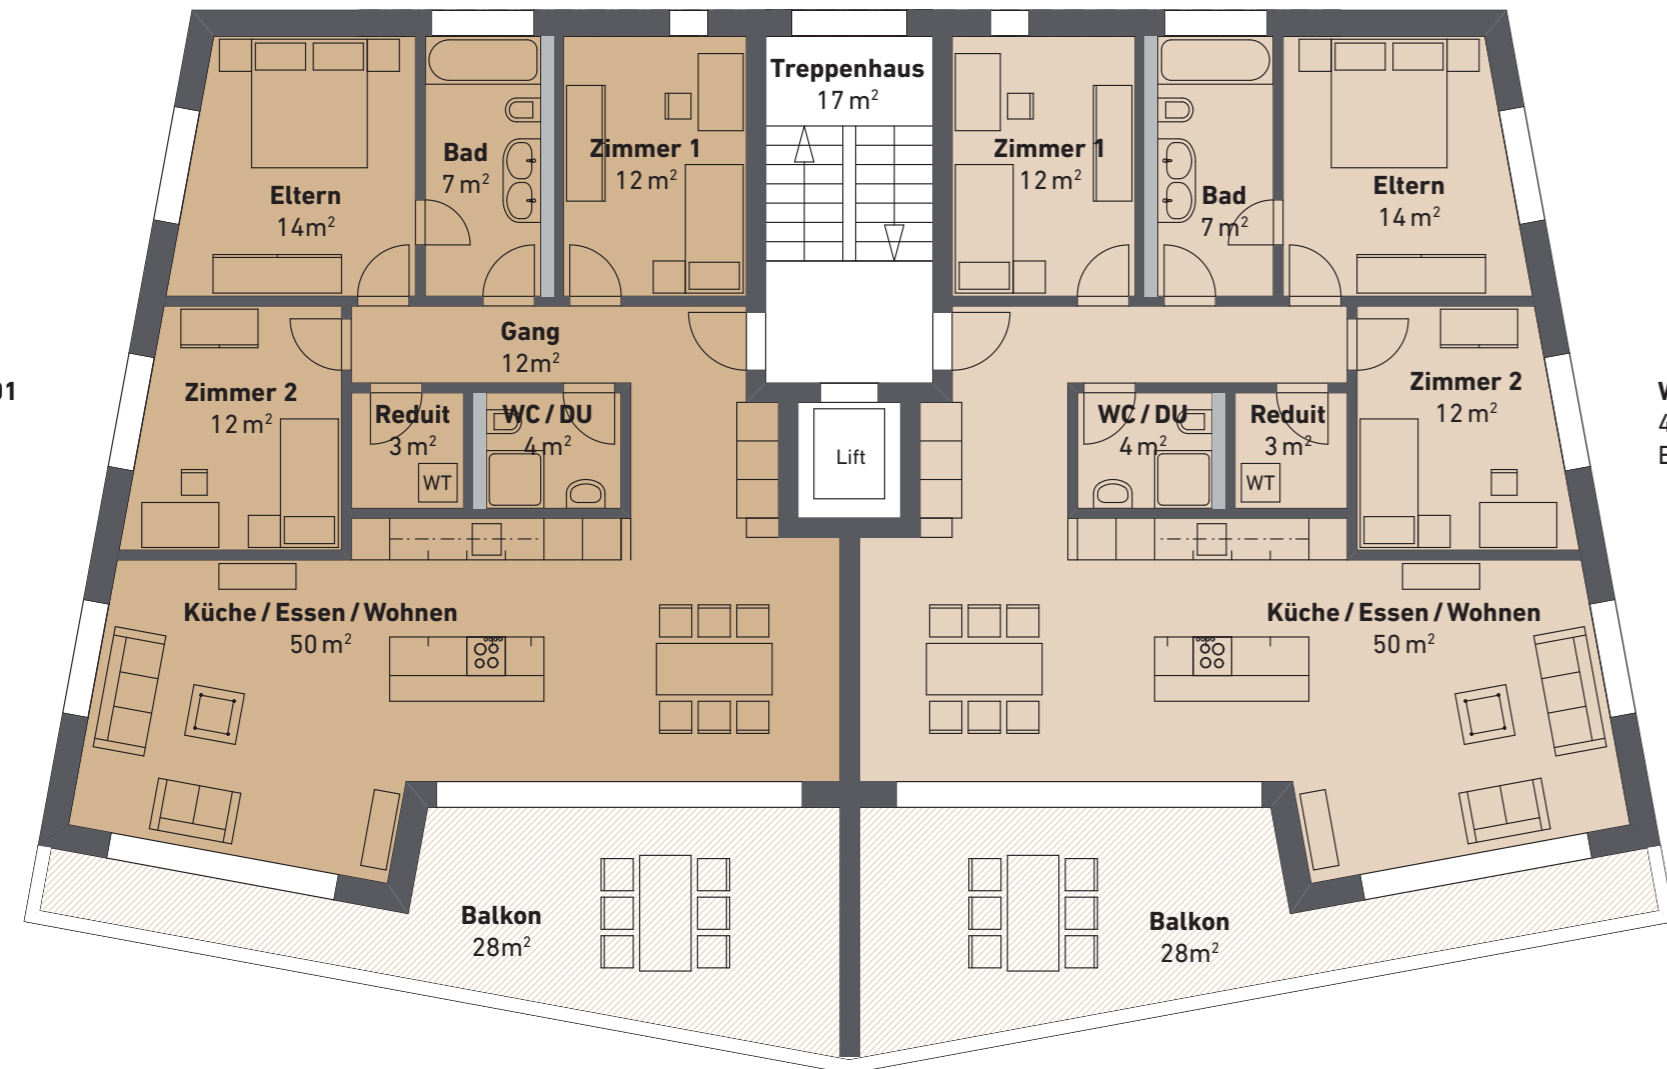 Treppenhaus
17 m²
Eltern
14m²
Bad
7 m²
Zimmer 1
12 m²
Zimmer 1
12 m²
Bad
7 m²
Eltern
14 m²
Gang
12m²
Zimmer 2
12 m²
Reduit
3 m²
WT
WC / DU
4 m²
Lift
WC / DU
4 m²
Reduit
3 m²
WT
Zimmer 2
12 m²
Küche / Essen / Wohnen
50 m²
Küche / Essen / Wohnen
50 m²
Balkon
28m²
Balkon
28m²